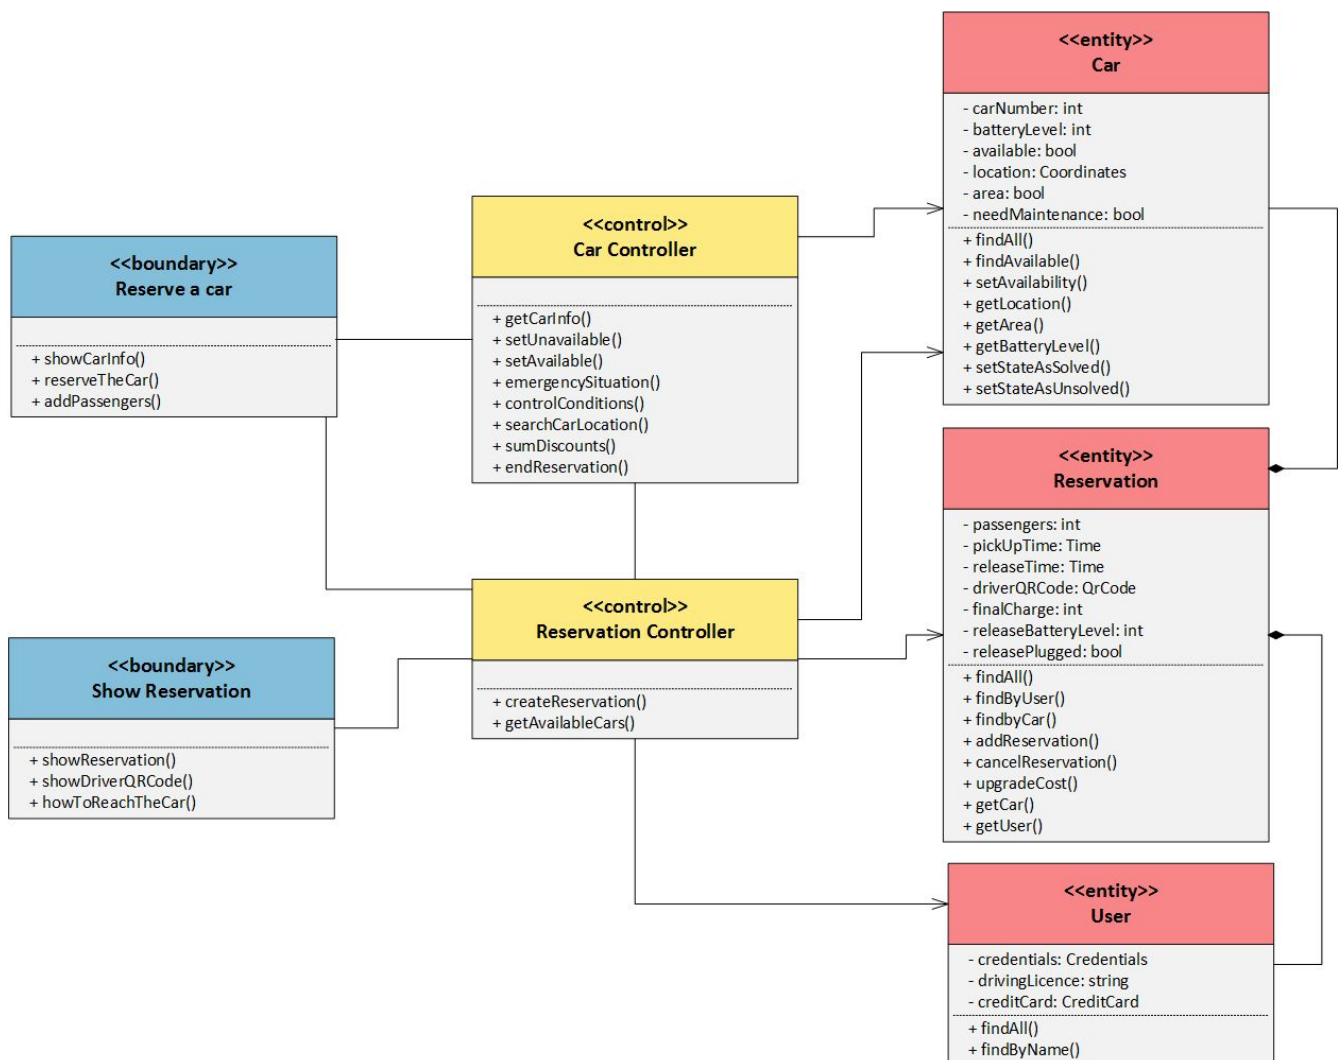 <<entity>>
Car
- carNumber: int
- batteryLevel: int
- available: bool
- location: Coordinates
- area: bool
- needMaintenance: bool
+ findAll()
+ findAvailable()
+ setAvailability()
+ getLocation()
+ getArea()
+ getBatteryLevel()
+ setStateAsSolved()
+ setStateAsUnsolved()
<<control>>
Car Controller
+ getCarInfo()
+ setUnavailable()
+ setAvailable()
+ emergencySituation()
+ controlConditions()
+ searchCarLocation()
+ sumDiscounts()
+ endReservation()
<<boundary>>
Reserve a car
+ showCarInfo()
+ reserveTheCar()
+ addPassengers()
<<entity>>
Reservation
- passengers: int
- pickUpTime: Time
- releaseTime: Time
- driverQRCode: QrCode
- finalCharge: int
- releaseBatteryLevel: int
- releasePlugged: bool
+ findAll()
+ findByUser()
+ findbyCar()
+ addReservation()
+ cancelReservation()
+ upgradeCost()
+ getCar()
+ getUser()
<<control>>
Reservation Controller
+ createReservation()
+ getAvailableCars()
<<boundary>>
Show Reservation
+ showReservation()
+ showDriverQRCode()
+ howToReachTheCar()
<<entity>>
User
- credentials: Credentials
- drivingLicence: string
- creditCard: CreditCard
+ findAll()
+ findByName()